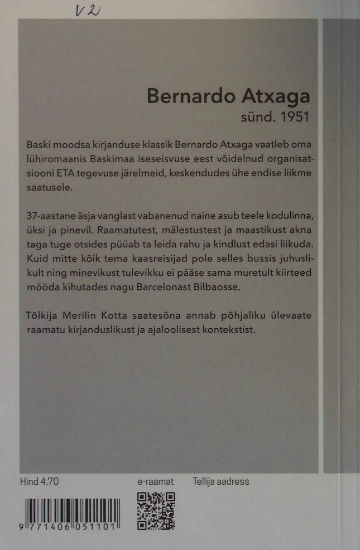 V2
Bernardo Atxaga
sünd. 1951
Baski moodsa kirjanduse klassik Bernardo Atxaga vaatleb oma
lühiromaanis Baskimaa iseseisvuse eest võidelnud organisat-
siooni ETA tegevuse järelmeid, keskendudes ühe endise liikme
saatusele.
37-aastane äsja vanglast vabanenud naine asub teele kodulinna,
üksi ja pinevil. Raamatutest, mälestustest ja maastikust akna
taga tuge otsides püüab ta leida rahu ja kindlust edasi liikuda.
Kuid mitte kõik tema kaasreisijad pole selles bussis juhusli-
kult ning minevikust tulevikku ei pääse sama muretult kiirteed
mööda kihutades nagu Barcelonast Bilbaosse.
Tõlkija Merilin Kotta saatesõna annab põhjaliku ülevaate
raamatu kirjanduslikust ja ajaloolisest kontekstist.
Hind 4.70 e-raamat Tellija aadress
9 771406 051101